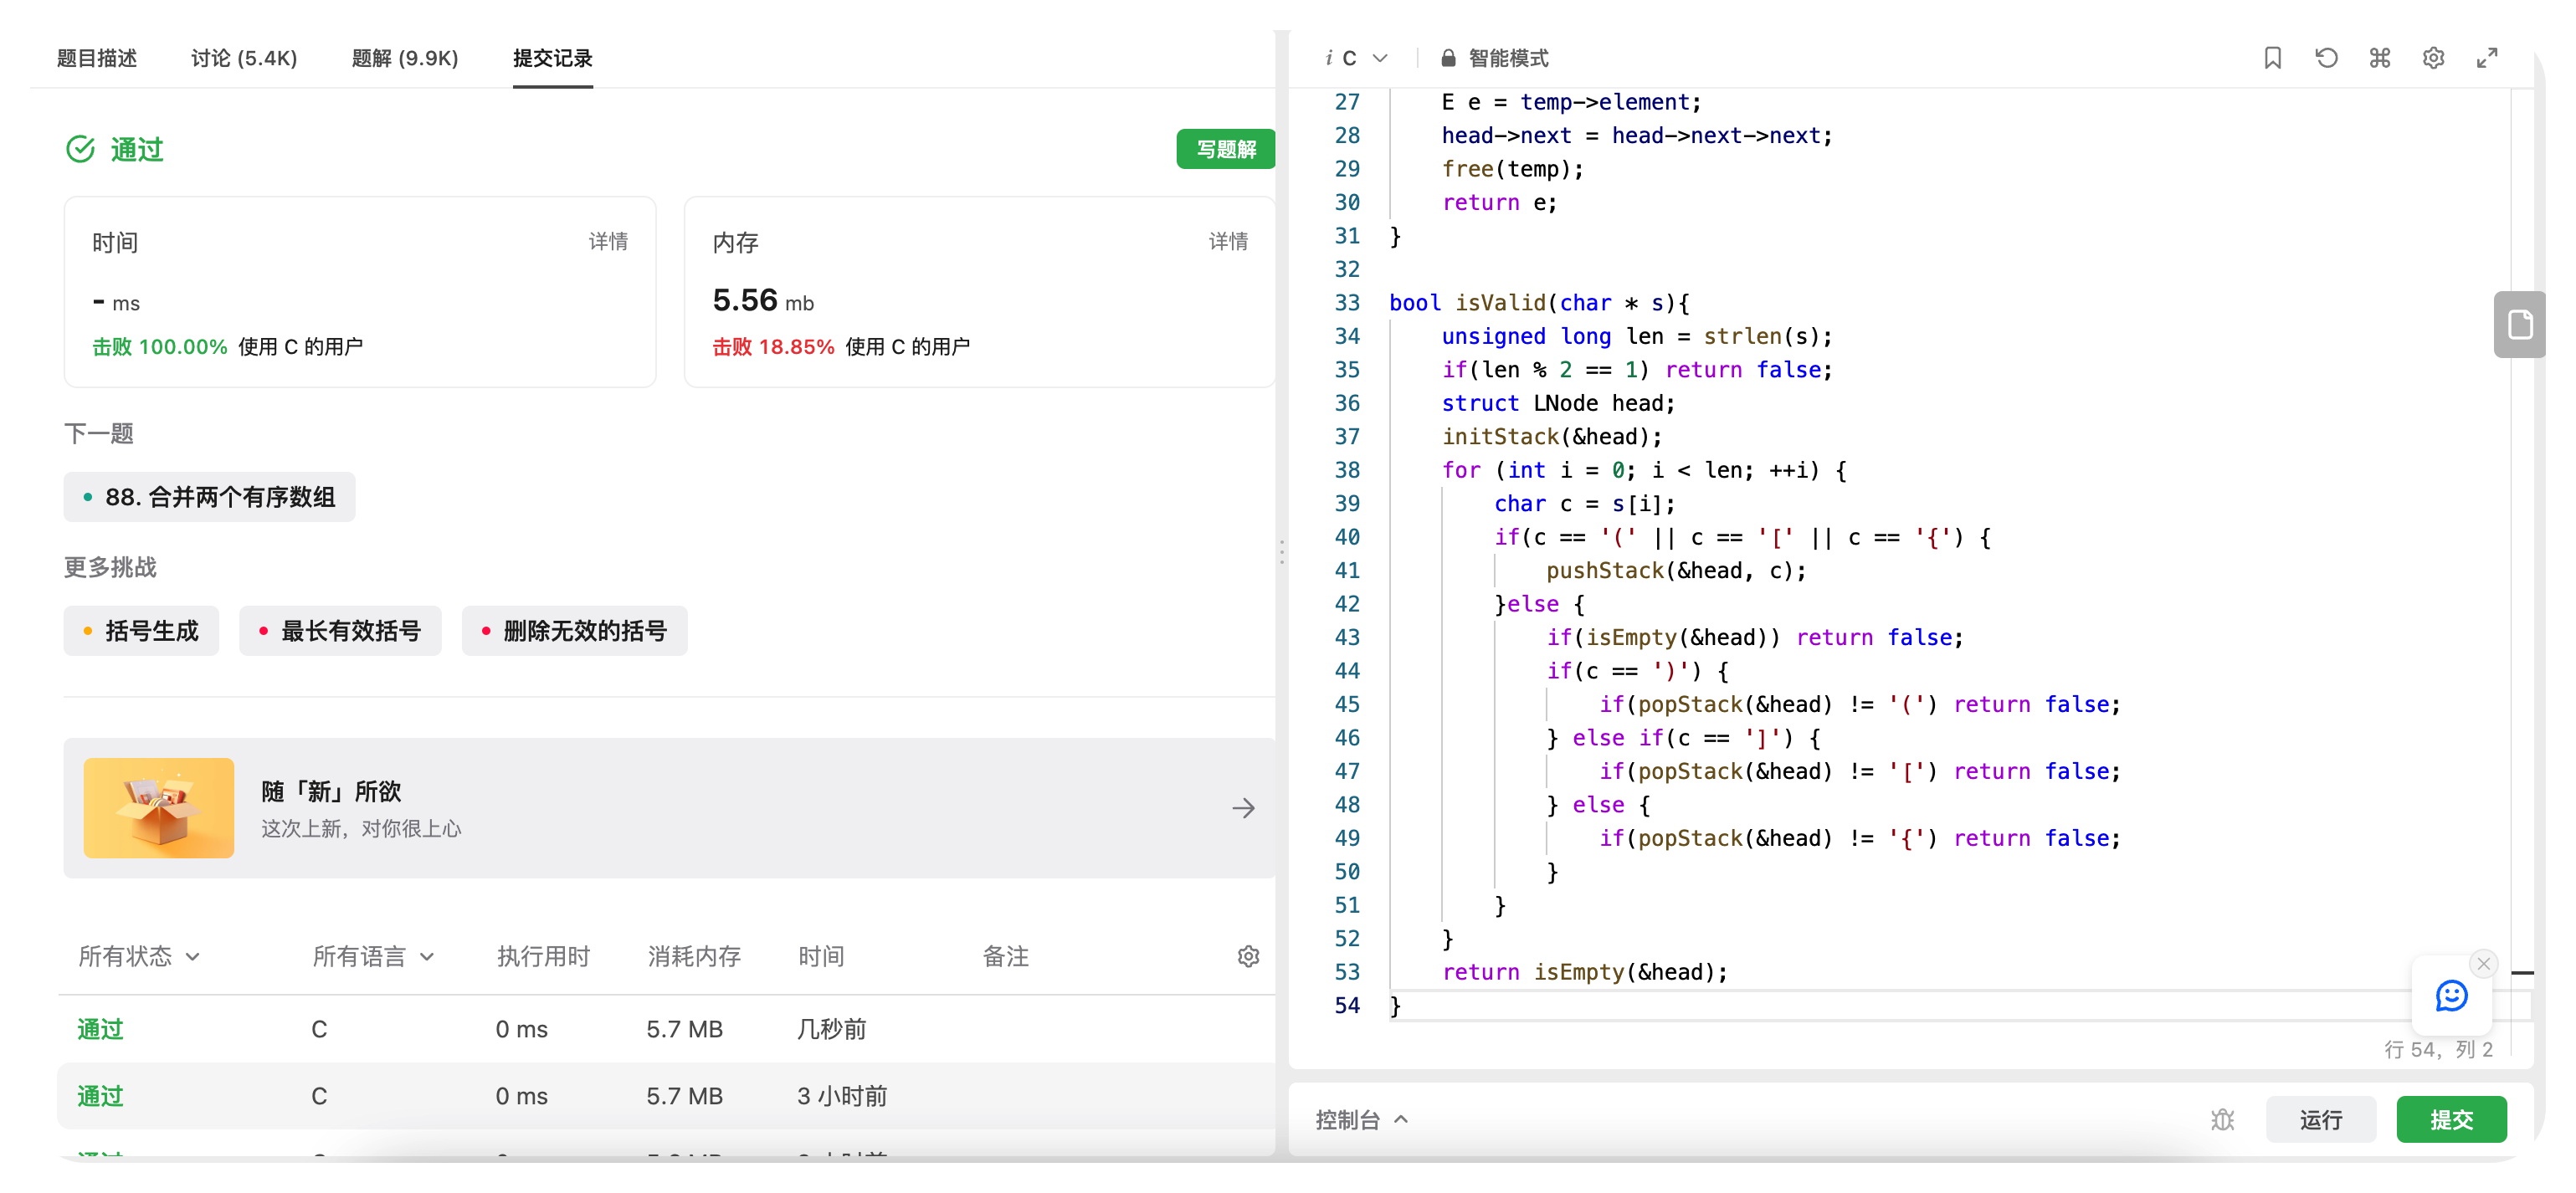 题目描述 讨论 (5.4K) 题解 (9.9K) 提交记录
通过 写题解
时间 详情
- ms
击败 100.00% 使用 C 的用户
内存 详情
5.56 mb
击败 18.85% 使用 C 的用户
下一题
88. 合并两个有序数组
更多挑战
括号生成 最长有效括号 删除无效的括号
随「新」所欲
这次上新，对你很上心
所有状态 所有语言 执行用时 消耗内存 时间 备注
通过 C 0 ms 5.7 MB 几秒前
通过 C 0 ms 5.7 MB 3 小时前
i C 智能模式
27 E e = temp->element;
28 head->next = head->next->next;
29 free(temp);
30 return e;
31 }
32
33 bool isValid(char * s){
34 unsigned long len = strlen(s);
35 if(len % 2 == 1) return false;
36 struct LNode head;
37 initStack(&head);
38 for (int i = 0; i < len; ++i) {
39 char c = s[i];
40 if(c == '(' || c == '[' || c == '{') {
41 pushStack(&head, c);
42 }else {
43 if(isEmpty(&head)) return false;
44 if(c == ')') {
45 if(popStack(&head) != '(') return false;
46 } else if(c == ']') {
47 if(popStack(&head) != '[') return false;
48 } else {
49 if(popStack(&head) != '{') return false;
50 }
51 }
52 }
53 return isEmpty(&head);
54 }
行 54，列 2
控制台 运行 提交